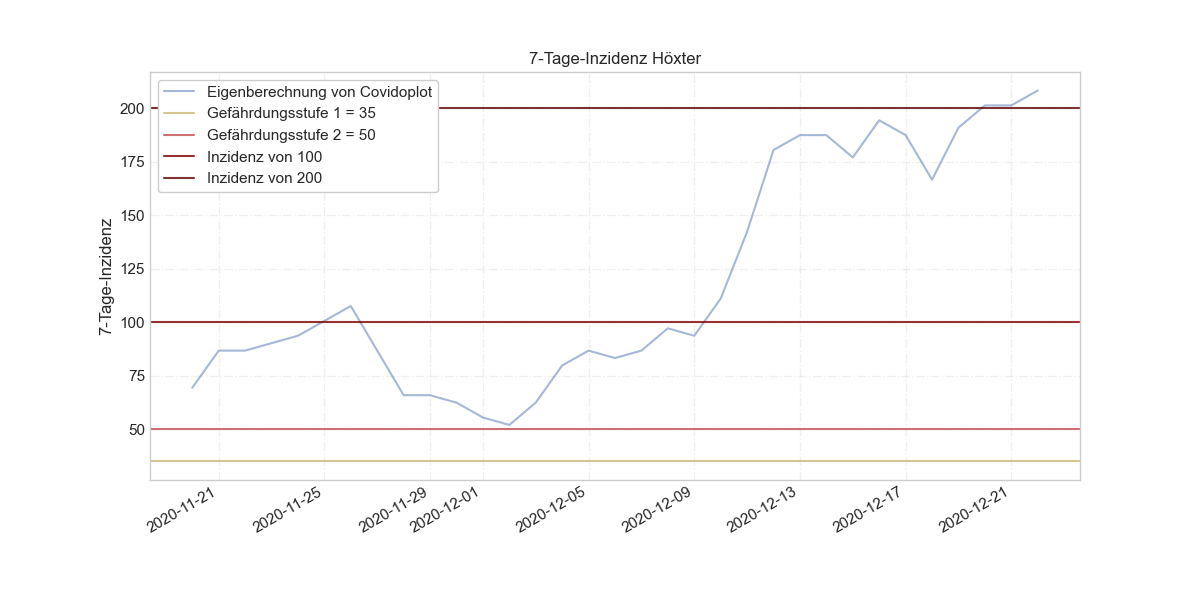 7-Tage-Inzidenz Höxter
Eigenberechnung von Covidoplot
Gefährdungsstufe 1 = 35
Gefährdungsstufe 2 = 50
Inzidenz von 100
Inzidenz von 200
7-Tage-Inzidenz
200
175
150
125
100
75
50
2020-11-21
2020-11-25
2020-11-29
2020-12-01
2020-12-05
2020-12-09
2020-12-13
2020-12-17
2020-12-21